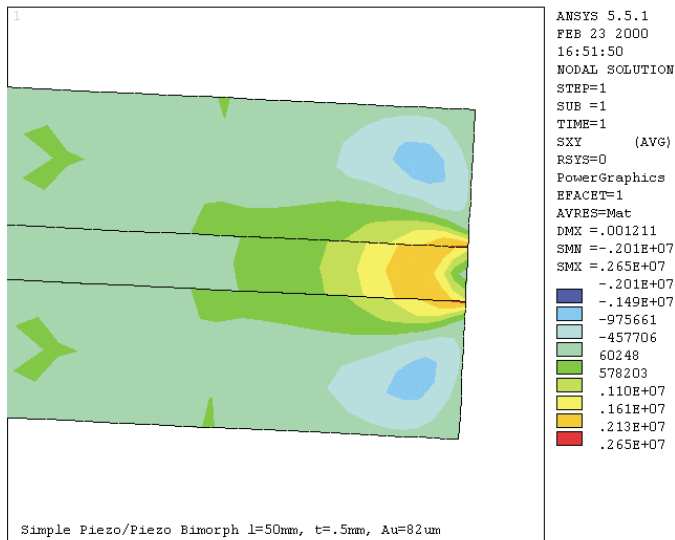 1
ANSYS 5.5.1
FEB 23 2000
16:51:50
NODAL SOLUTION
STEP=1
SUB =1
TIME=1
SXY (AVG)
RSYS=0
PowerGraphics
EFACET=1
AVRES=Mat
DMX =.001211
SMN =-.201E+07
SMX =.265E+07
-.201E+07
-.149E+07
-975661
-457706
60248
578203
.110E+07
.161E+07
.213E+07
.265E+07
Simple Piezo/Piezo Bimorph l=50mm, t=.5mm, Au=82um